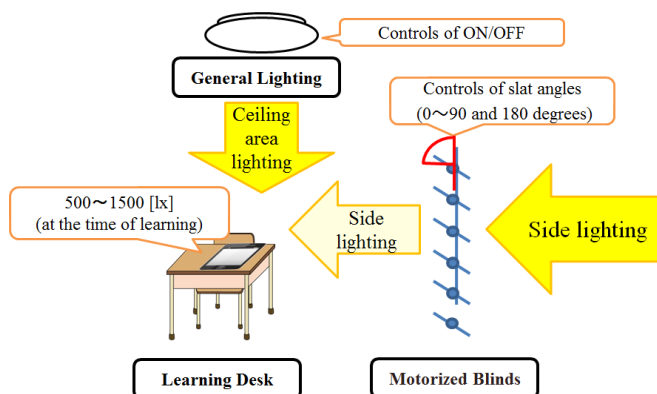 Controls of ON/OFF
General Lighting
Controls of slat angles
(0～90 and 180 degrees)
Ceiling
area
lighting
500～1500 [lx]
(at the time of learning)
Side
lighting
Side lighting
Learning Desk
Motorized Blinds